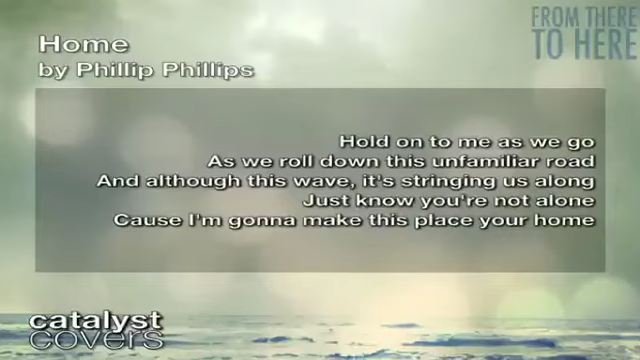 FROM THERE
TO HERE
Home
by Phillip Phillips
Hold on to me as we go
As we roll down this unfamiliar road
And although this wave, it's stringing us along
Just know you're not alone
Cause I'm gonna make this place your home
catalyst
covers